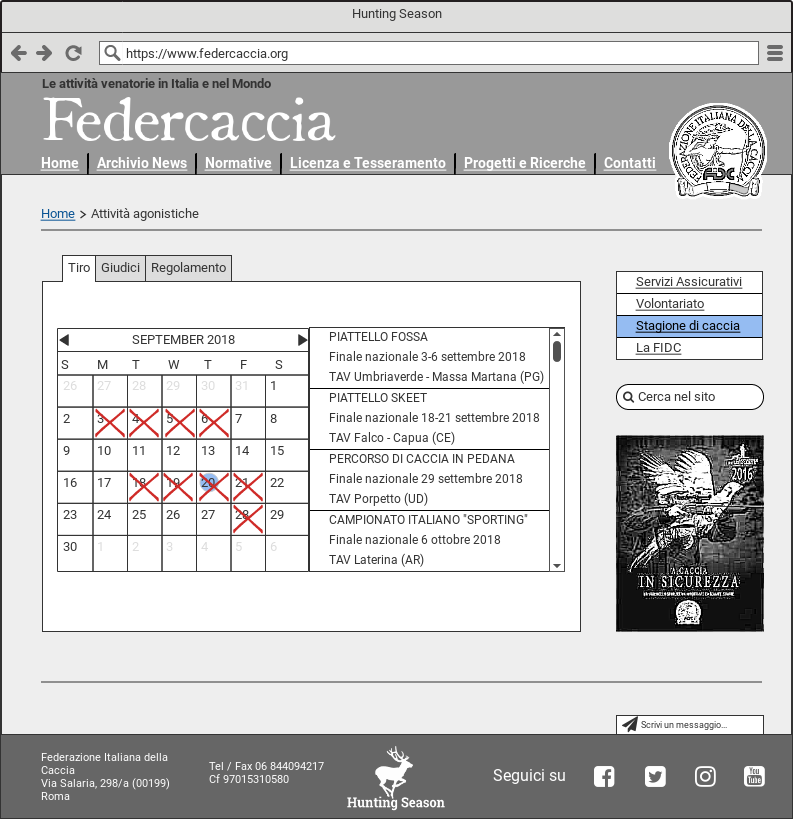 Hunting Season
https://www.federcaccia.org
Le attività venatorie in Italia e nel Mondo
Federcaccia
Home
Archivio News
Normative
Licenza e Tesseramento
Progetti e Ricerche
Contatti
FEDERAZIONE ITALIANA DELLA CACCIA
FIDC
Home > Attività agonistiche
Tiro
Giudici
Regolamento
SEPTEMBER 2018
S M T W T F S
26 27 28 29 30 31 1
2 3 4 5 6 7 8
9 10 11 12 13 14 15
16 17 18 19 20 21 22
23 24 25 26 27 28 29
30 1 2 3 4 5 6
PIATTELLO FOSSA
Finale nazionale 3-6 settembre 2018
TAV Umbriaverde - Massa Martana (PG)
PIATTELLO SKEET
Finale nazionale 18-21 settembre 2018
TAV Falco - Capua (CE)
PERCORSO DI CACCIA IN PEDANA
Finale nazionale 29 settembre 2018
TAV Porpetto (UD)
CAMPIONATO ITALIANO "SPORTING"
Finale nazionale 6 ottobre 2018
TAV Laterina (AR)
Servizi Assicurativi
Volontariato
Stagione di caccia
La FIDC
Cerca nel sito
2016
A CACCIA
IN SICUREZZA
Scrivi un messaggio...
Federazione Italiana della
Caccia
Via Salaria, 298/a (00199)
Roma
Tel / Fax 06 844094217
Cf 97015310580
Hunting Season
Seguici su
You
Tube